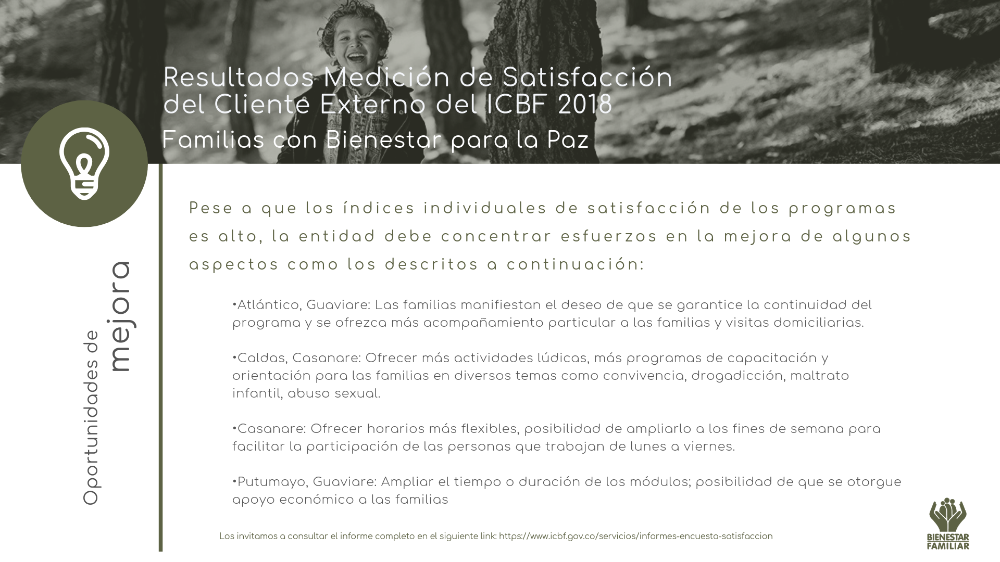 Resultados Medición de Satisfacción
del Cliente Externo del ICBF 2018
Familias con Bienestar para la Paz
Oportunidades de
mejora
Pese a que los índices individuales de satisfacción de los programas
es alto, la entidad debe concentrar esfuerzos en la mejora de algunos
aspectos como los descritos a continuación:
•Atlántico, Guaviare: Las familias manifiestan el deseo de que se garantice la continuidad del
programa y se ofrezca más acompañamiento particular a las familias y visitas domiciliarias.
•Caldas, Casanare: Ofrecer más actividades lúdicas, más programas de capacitación y
orientación para las familias en diversos temas como convivencia, drogadicción, maltrato
infantil, abuso sexual.
•Casanare: Ofrecer horarios más flexibles, posibilidad de ampliarlo a los fines de semana para
facilitar la participación de las personas que trabajan de lunes a viernes.
•Putumayo, Guaviare: Ampliar el tiempo o duración de los módulos; posibilidad de que se otorgue
apoyo económico a las familias
Los invitamos a consultar el informe completo en el siguiente link: https://www.icbf.gov.co/servicios/informes-encuesta-satisfaccion
BIENESTAR
FAMILIAR